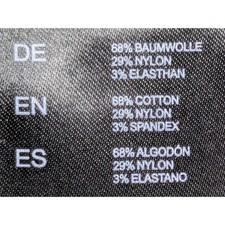 DE 68% BAUMWOLLE
29% NYLON
3% ELASTHAN
EN 68% COTTON
29% NYLON
3% SPANDEX
ES 68% ALGODÓN
29% NYLON
3% ELASTANO